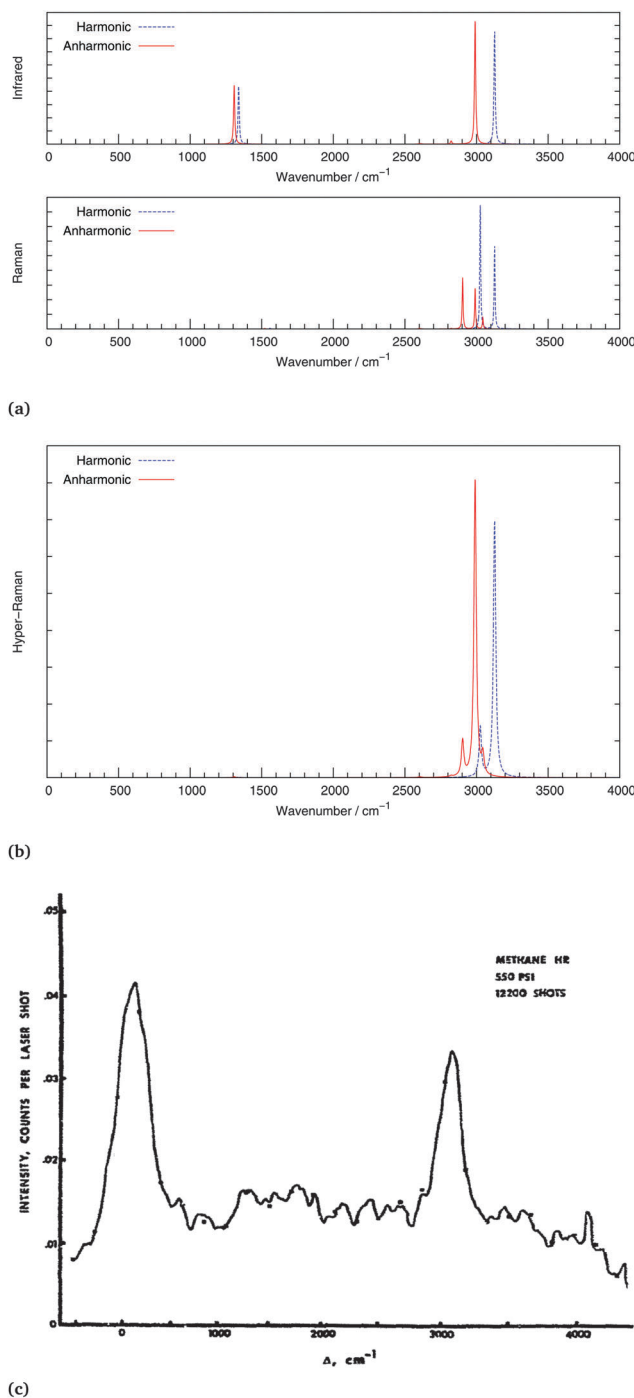 Infrared
Harmonic
Anharmonic
0 500 1000 1500 2000 2500 3000 3500 4000
Wavenumber / cm⁻¹
Raman
Harmonic
Anharmonic
0 500 1000 1500 2000 2500 3000 3500 4000
Wavenumber / cm⁻¹
(a)
Hyper−Raman
Harmonic
Anharmonic
0 500 1000 1500 2000 2500 3000 3500 4000
Wavenumber / cm⁻¹
(b)
INTENSITY, COUNTS PER LASER SHOT
.05
.04
.03
.02
.01
0
METHANE HR
550 PSI
12200 SHOTS
0 1000 2000 3000 4000
Δ, cm⁻¹
(c)